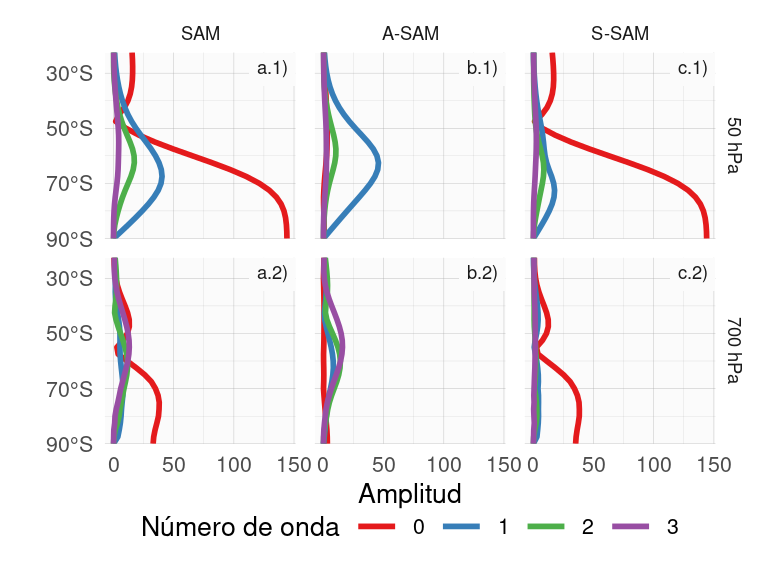 SAM A-SAM S-SAM
a.1) b.1) c.1)
30°S
50°S
70°S
90°S
50 hPa
a.2) b.2) c.2)
30°S
50°S
70°S
90°S
700 hPa
0 50 100 150 0 50 100 150 0 50 100 150
Amplitud
Número de onda 0 1 2 3